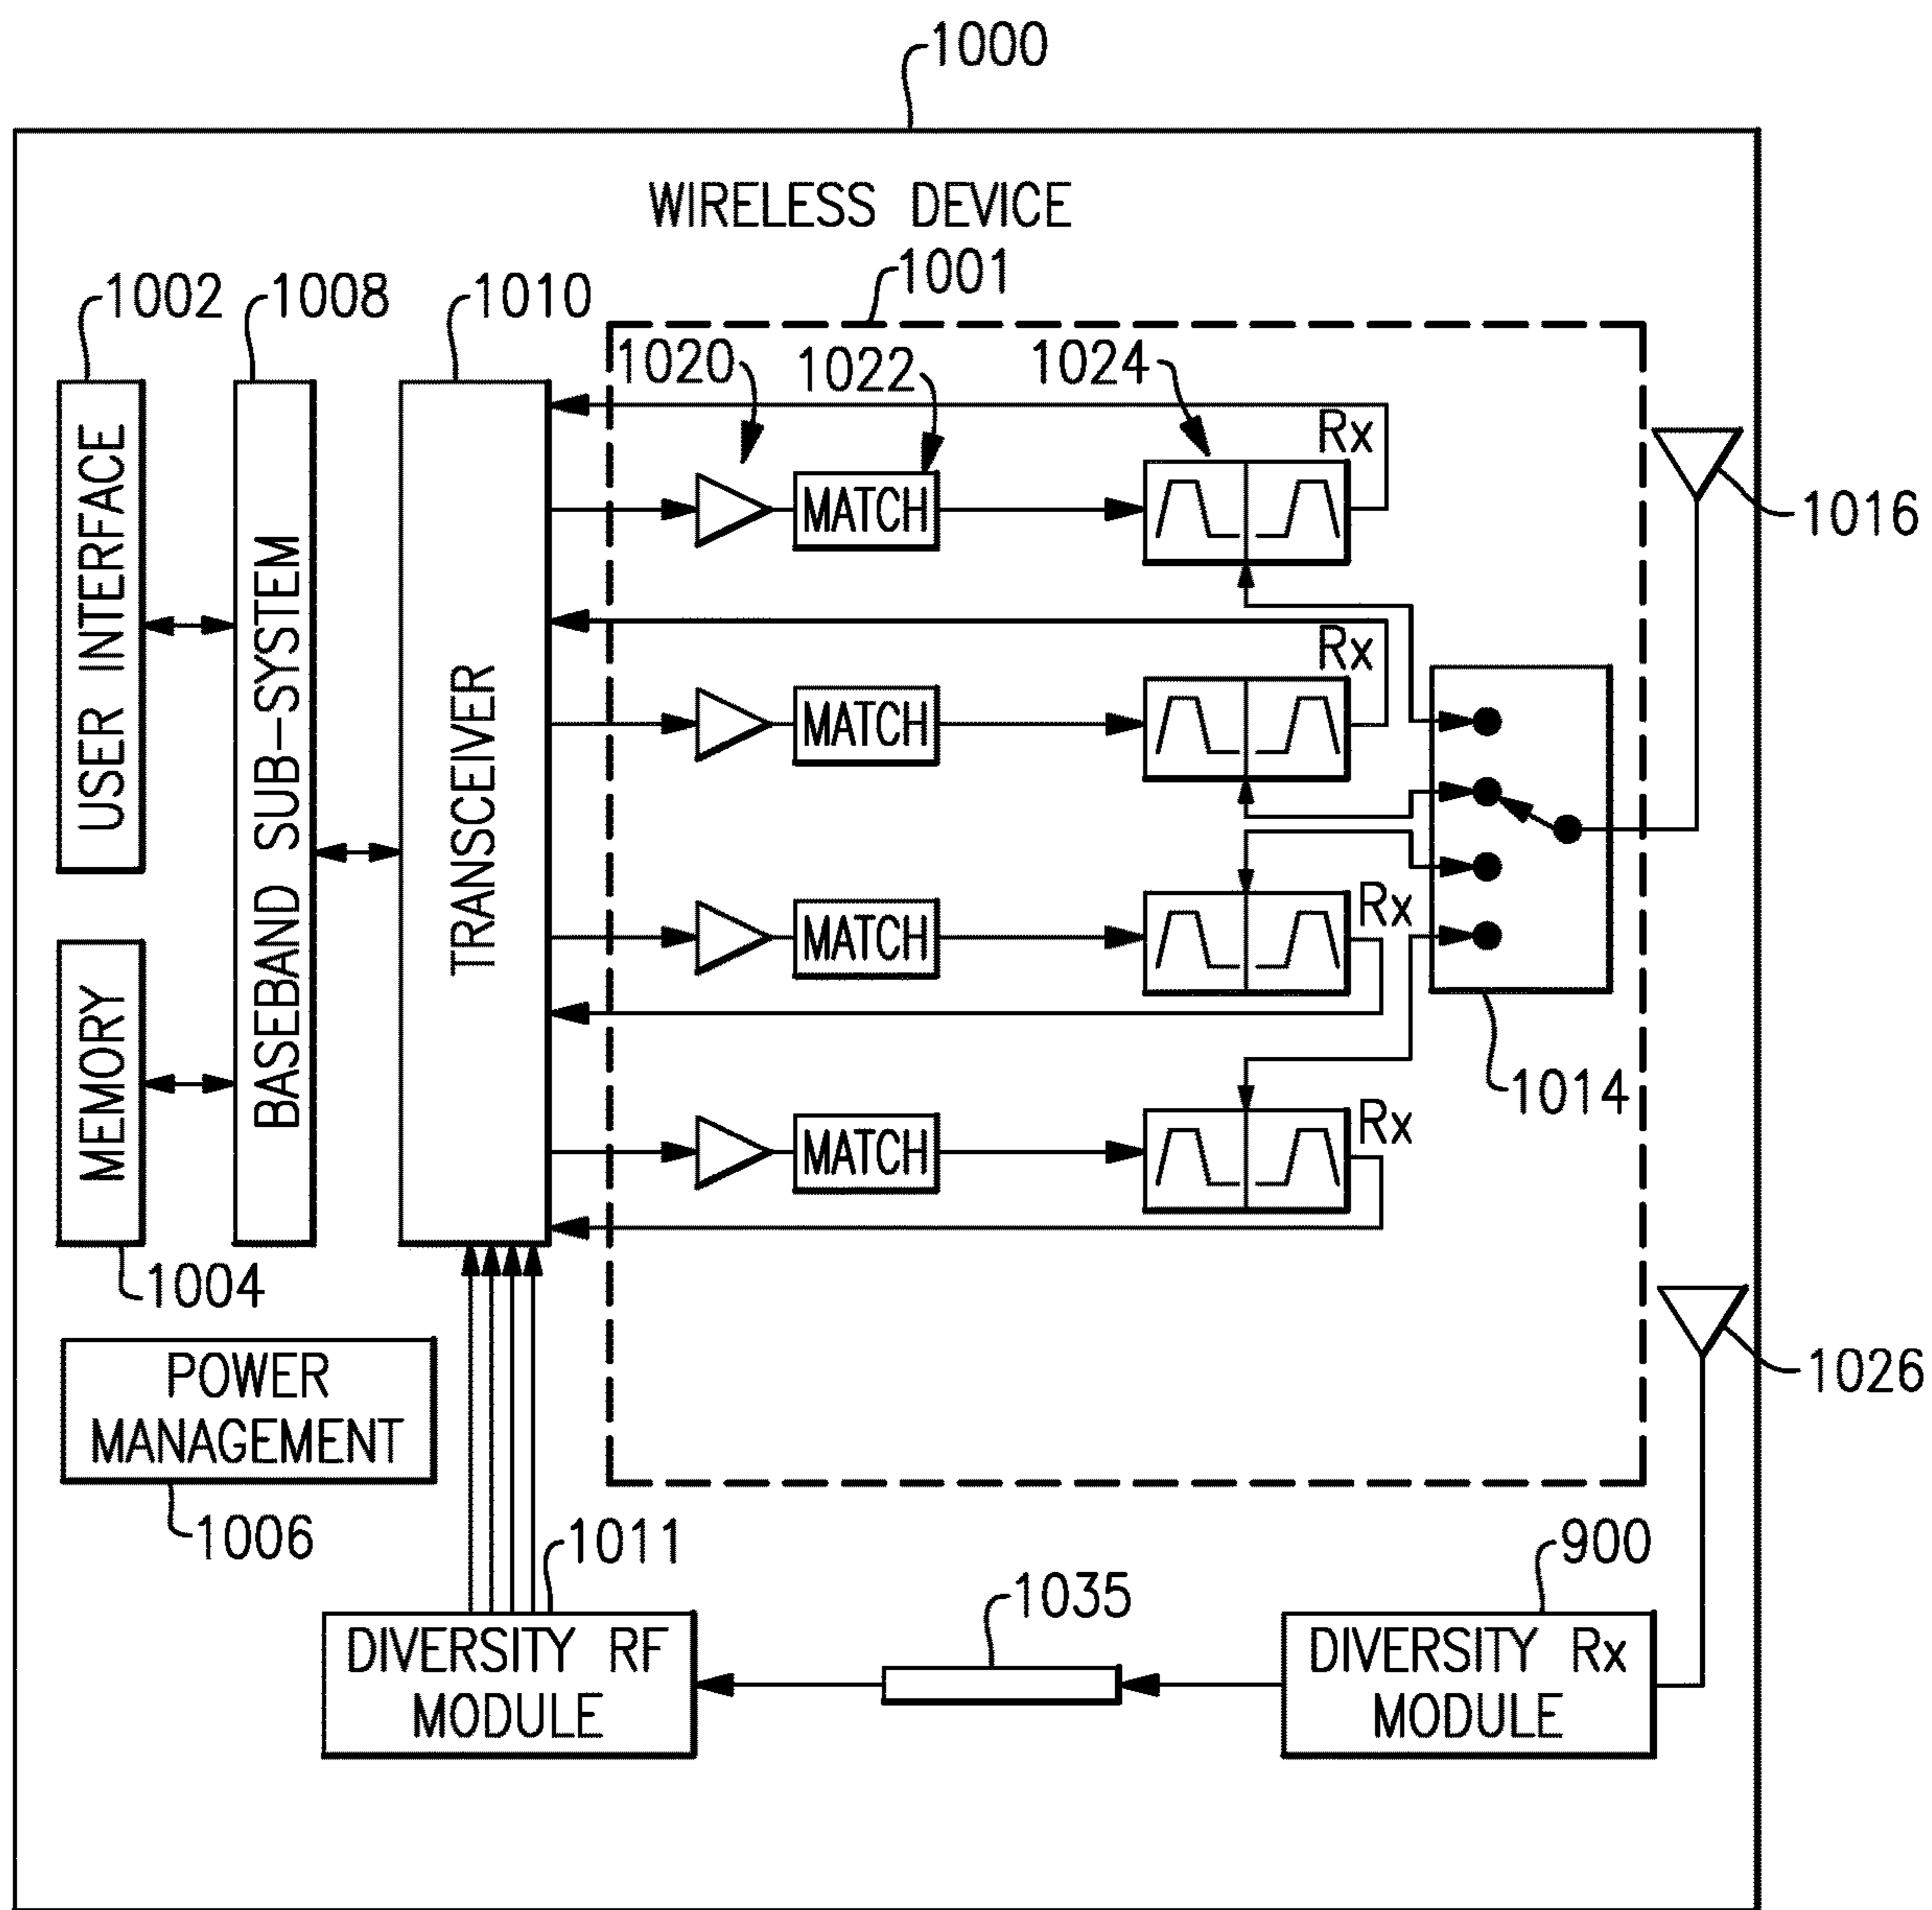 1000
WIRELESS DEVICE
1001
1002
1008
1010
1020
1022
1024
Rx
MATCH
1016
USER INTERFACE
BASEBAND SUB-SYSTEM
TRANSCEIVER
Rx
MATCH
Rx
MATCH
MEMORY
1014
Rx
MATCH
1004
POWER
MANAGEMENT
1026
1006
1011
1035
900
DIVERSITY RF
MODULE
DIVERSITY Rx
MODULE